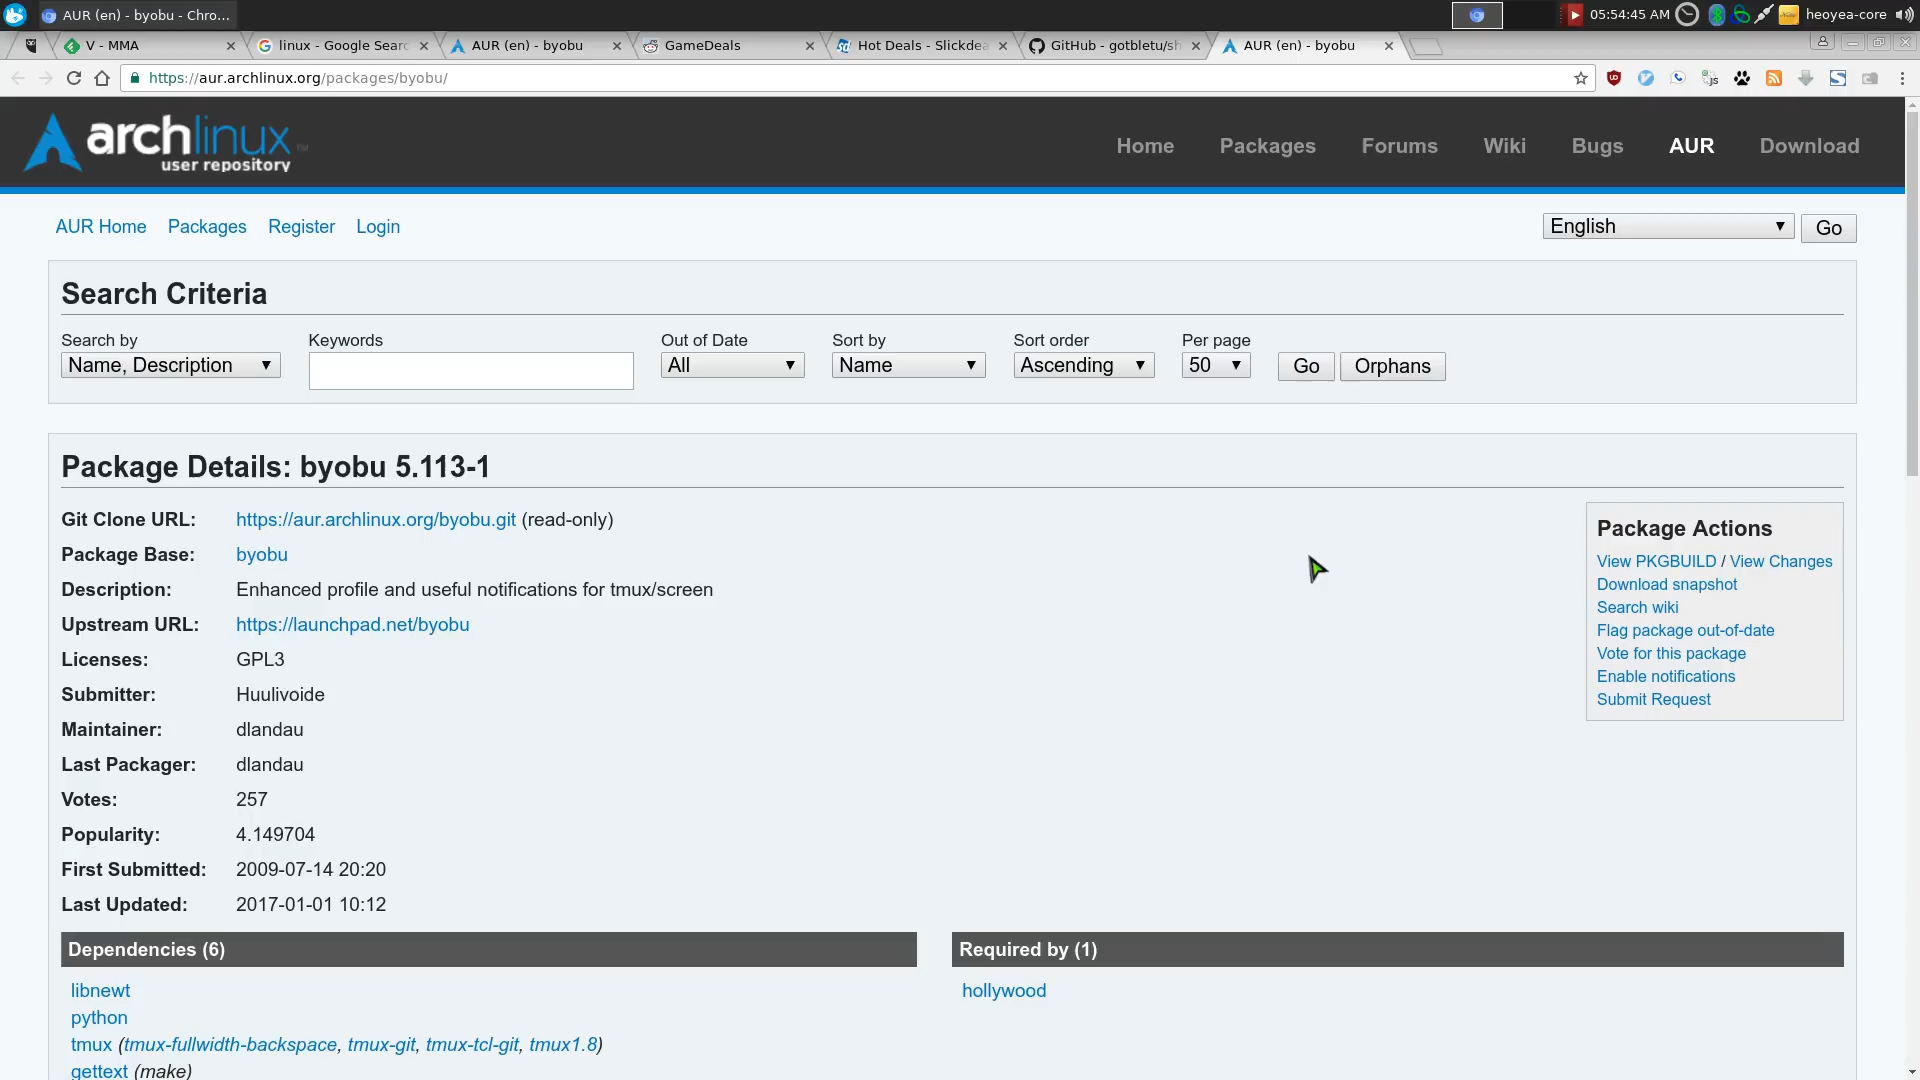 AUR (en) - byobu - Chro...
05:54:45 AM
heoyea-core
V - MMA
linux - Google Searc
AUR (en) - byobu
GameDeals
Hot Deals - Slickdea
GitHub - gotbletu/sh
AUR (en) - byobu
https://aur.archlinux.org/packages/byobu/
archlinux
user repository
Home
Packages
Forums
Wiki
Bugs
AUR
Download
AUR Home
Packages
Register
Login
English
Go
Search Criteria
Search by
Keywords
Out of Date
Sort by
Sort order
Per page
Name, Description
All
Name
Ascending
50
Go
Orphans
Package Details: byobu 5.113-1
Git Clone URL: https://aur.archlinux.org/byobu.git (read-only)
Package Base: byobu
Description: Enhanced profile and useful notifications for tmux/screen
Upstream URL: https://launchpad.net/byobu
Licenses: GPL3
Submitter: Huulivoide
Maintainer: dlandau
Last Packager: dlandau
Votes: 257
Popularity: 4.149704
First Submitted: 2009-07-14 20:20
Last Updated: 2017-01-01 10:12
Package Actions
View PKGBUILD / View Changes
Download snapshot
Search wiki
Flag package out-of-date
Vote for this package
Enable notifications
Submit Request
Dependencies (6)
libnewt
python
tmux (tmux-fullwidth-backspace, tmux-git, tmux-tcl-git, tmux1.8)
gettext (make)
Required by (1)
hollywood